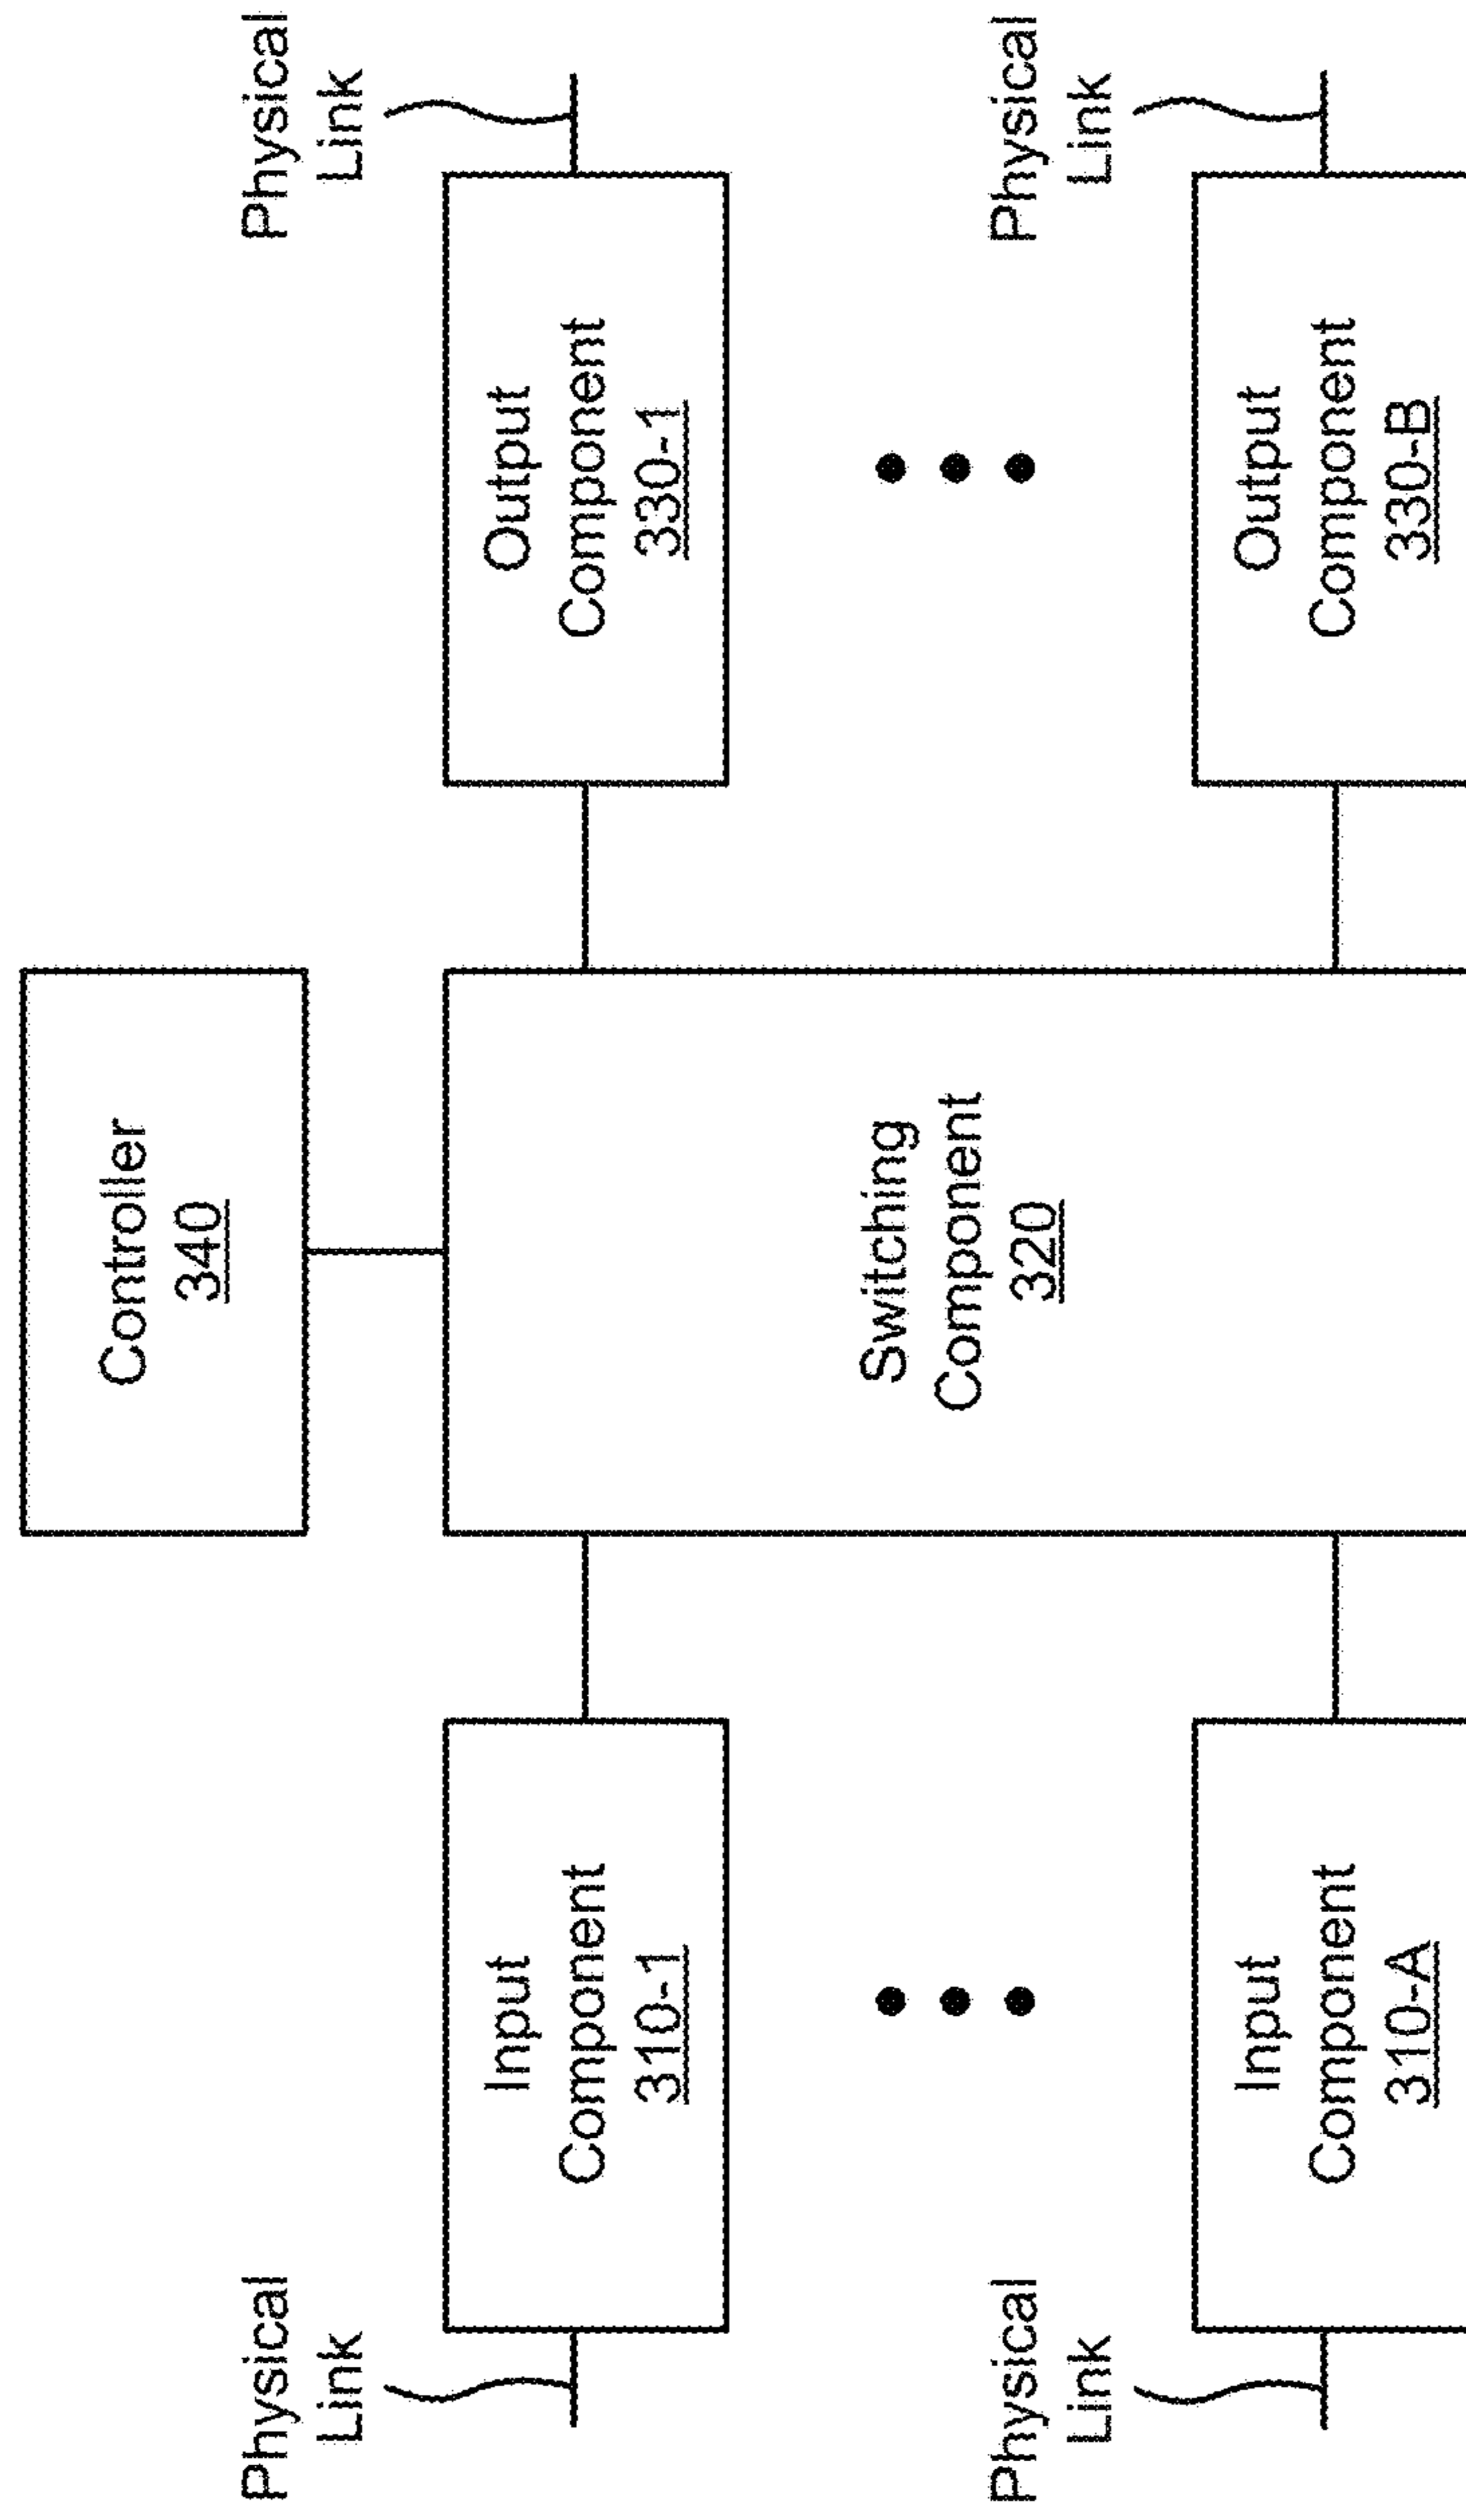 Controller
340
Physical
Link
Physical
Link
Input
Component
310-1
Output
Component
330-1
Switching
Component
320
Physical
Link
Physical
Link
Input
Component
310-A
Output
Component
330-B